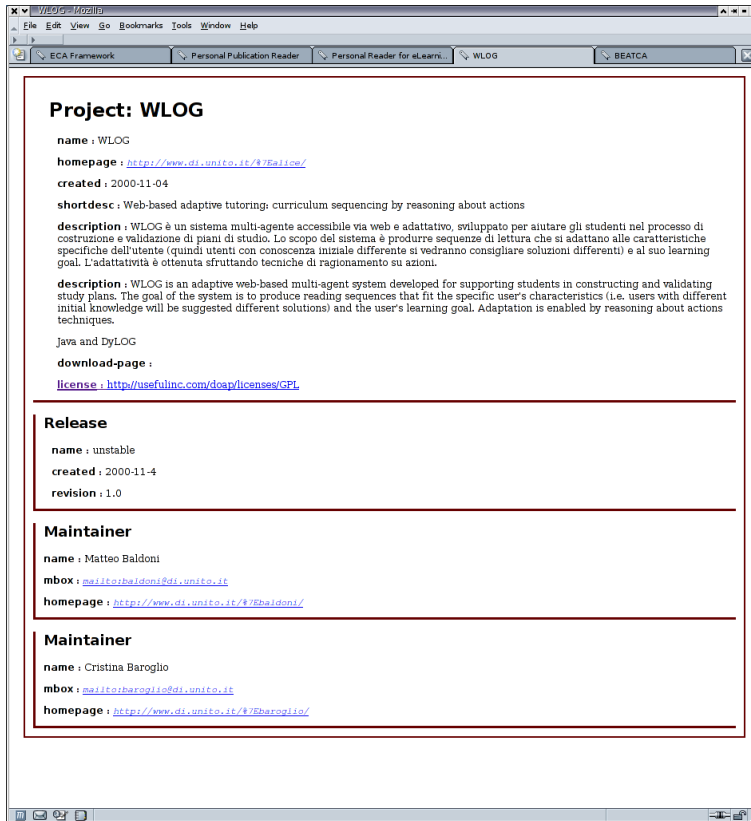 WLOG - Mozilla
File Edit View Go Bookmarks Tools Window Help
ECA Framework Personal Publication Reader Personal Reader for eLearni... WLOG BEATCA
Project: WLOG
name : WLOG
homepage : http://www.di.unito.it/%7Ealice/
created : 2000-11-04
shortdesc : Web-based adaptive tutoring: curriculum sequencing by reasoning about actions
description : WLOG è un sistema multi-agente accessibile via web e adattativo, sviluppato per aiutare gli studenti nel processo di
costruzione e validazione di piani di studio. Lo scopo del sistema è produrre sequenze di lettura che si adattano alle caratteristiche
specifiche dell'utente (quindi utenti con conoscenza iniziale differente si vedranno consigliare soluzioni differenti) e al suo learning
goal. L'adattatività è ottenuta sfruttando tecniche di ragionamento su azioni.
description : WLOG is an adaptive web-based multi-agent system developed for supporting students in constructing and validating
study plans. The goal of the system is to produce reading sequences that fit the specific user's characteristics (i.e. users with different
initial knowledge will be suggested different solutions) and the user's learning goal. Adaptation is enabled by reasoning about actions
techniques.
Java and DyLOG
download-page :
license : http://usefulinc.com/doap/licenses/GPL
Release
name : unstable
created : 2000-11-4
revision : 1.0
Maintainer
name : Matteo Baldoni
mbox : mailto:baldoni@di.unito.it
homepage : http://www.di.unito.it/%7Ebaldoni/
Maintainer
name : Cristina Baroglio
mbox : mailto:baroglio@di.unito.it
homepage : http://www.di.unito.it/%7Ebaroglio/